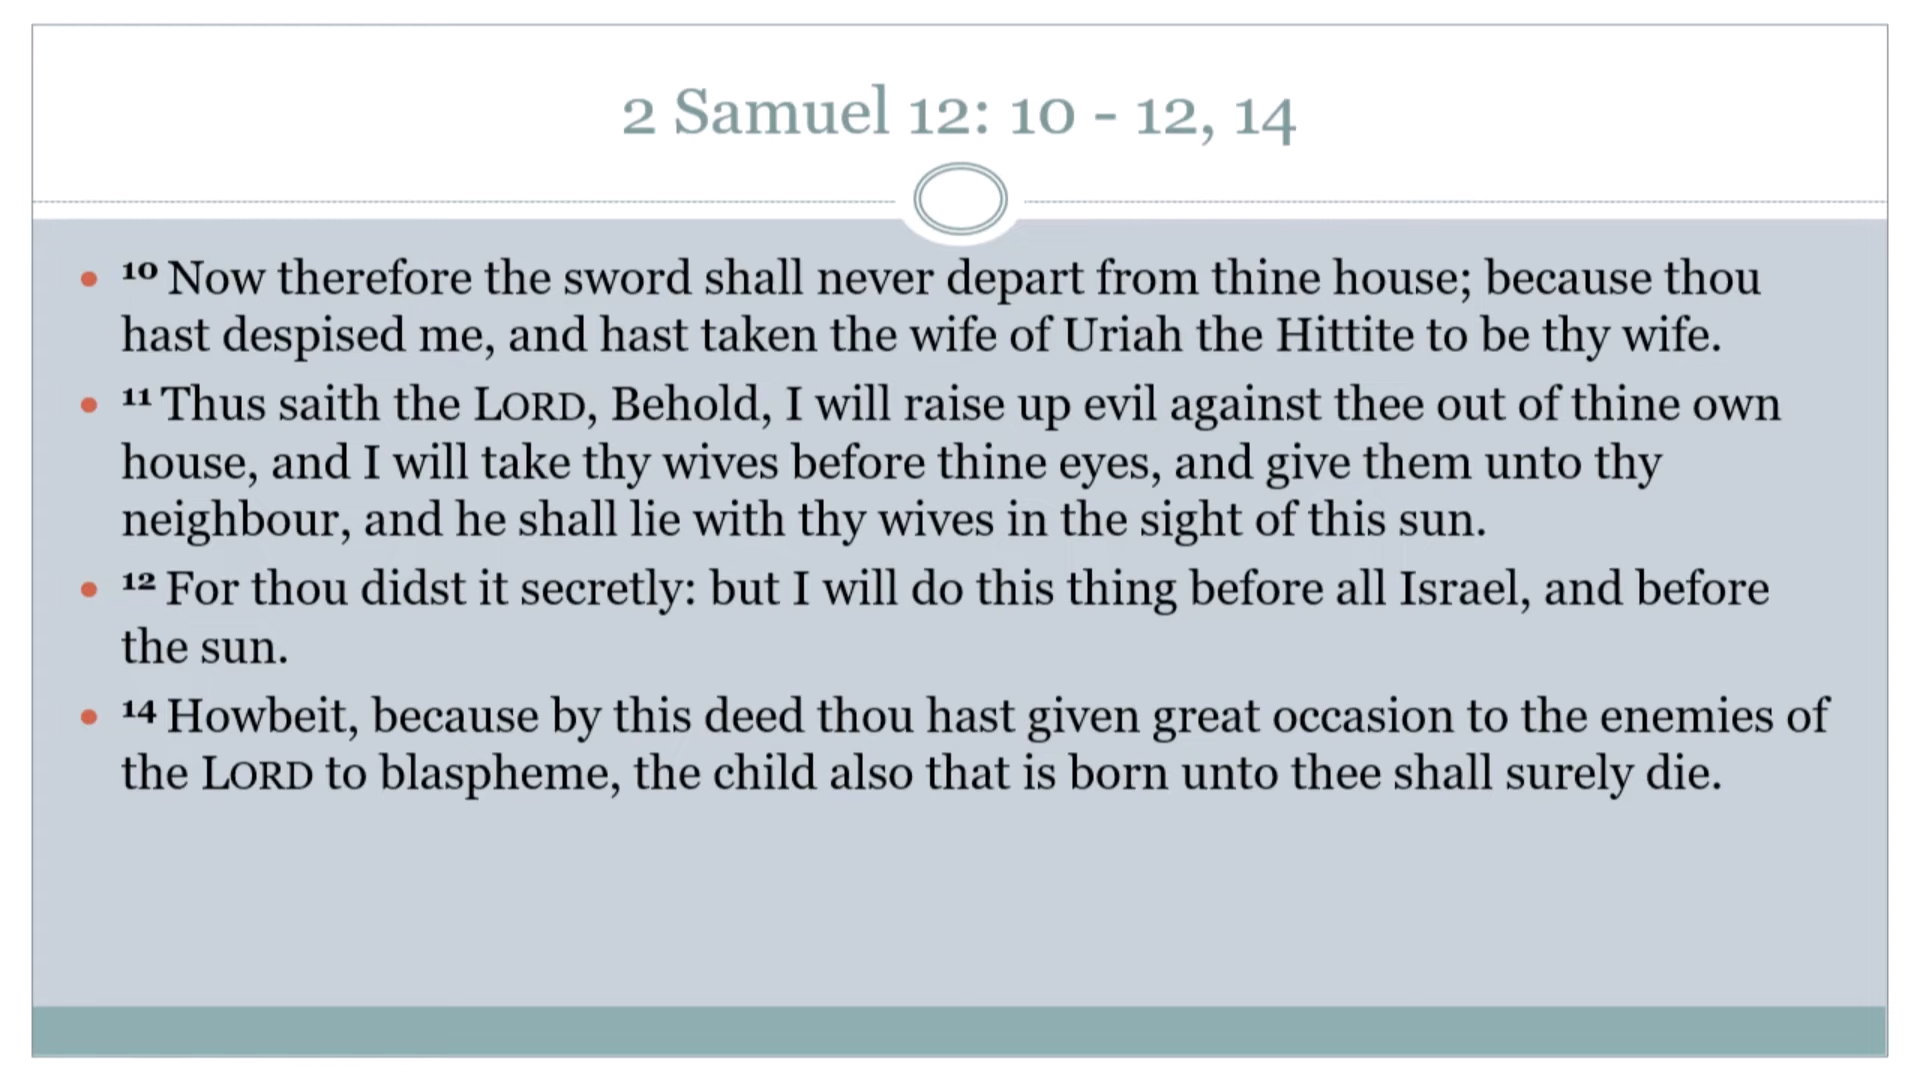 2 Samuel 12: 10 - 12, 14
• 10 Now therefore the sword shall never depart from thine house; because thou
hast despised me, and hast taken the wife of Uriah the Hittite to be thy wife.
• 11 Thus saith the LORD, Behold, I will raise up evil against thee out of thine own
house, and I will take thy wives before thine eyes, and give them unto thy
neighbour, and he shall lie with thy wives in the sight of this sun.
• 12 For thou didst it secretly: but I will do this thing before all Israel, and before
the sun.
• 14 Howbeit, because by this deed thou hast given great occasion to the enemies of
the LORD to blaspheme, the child also that is born unto thee shall surely die.